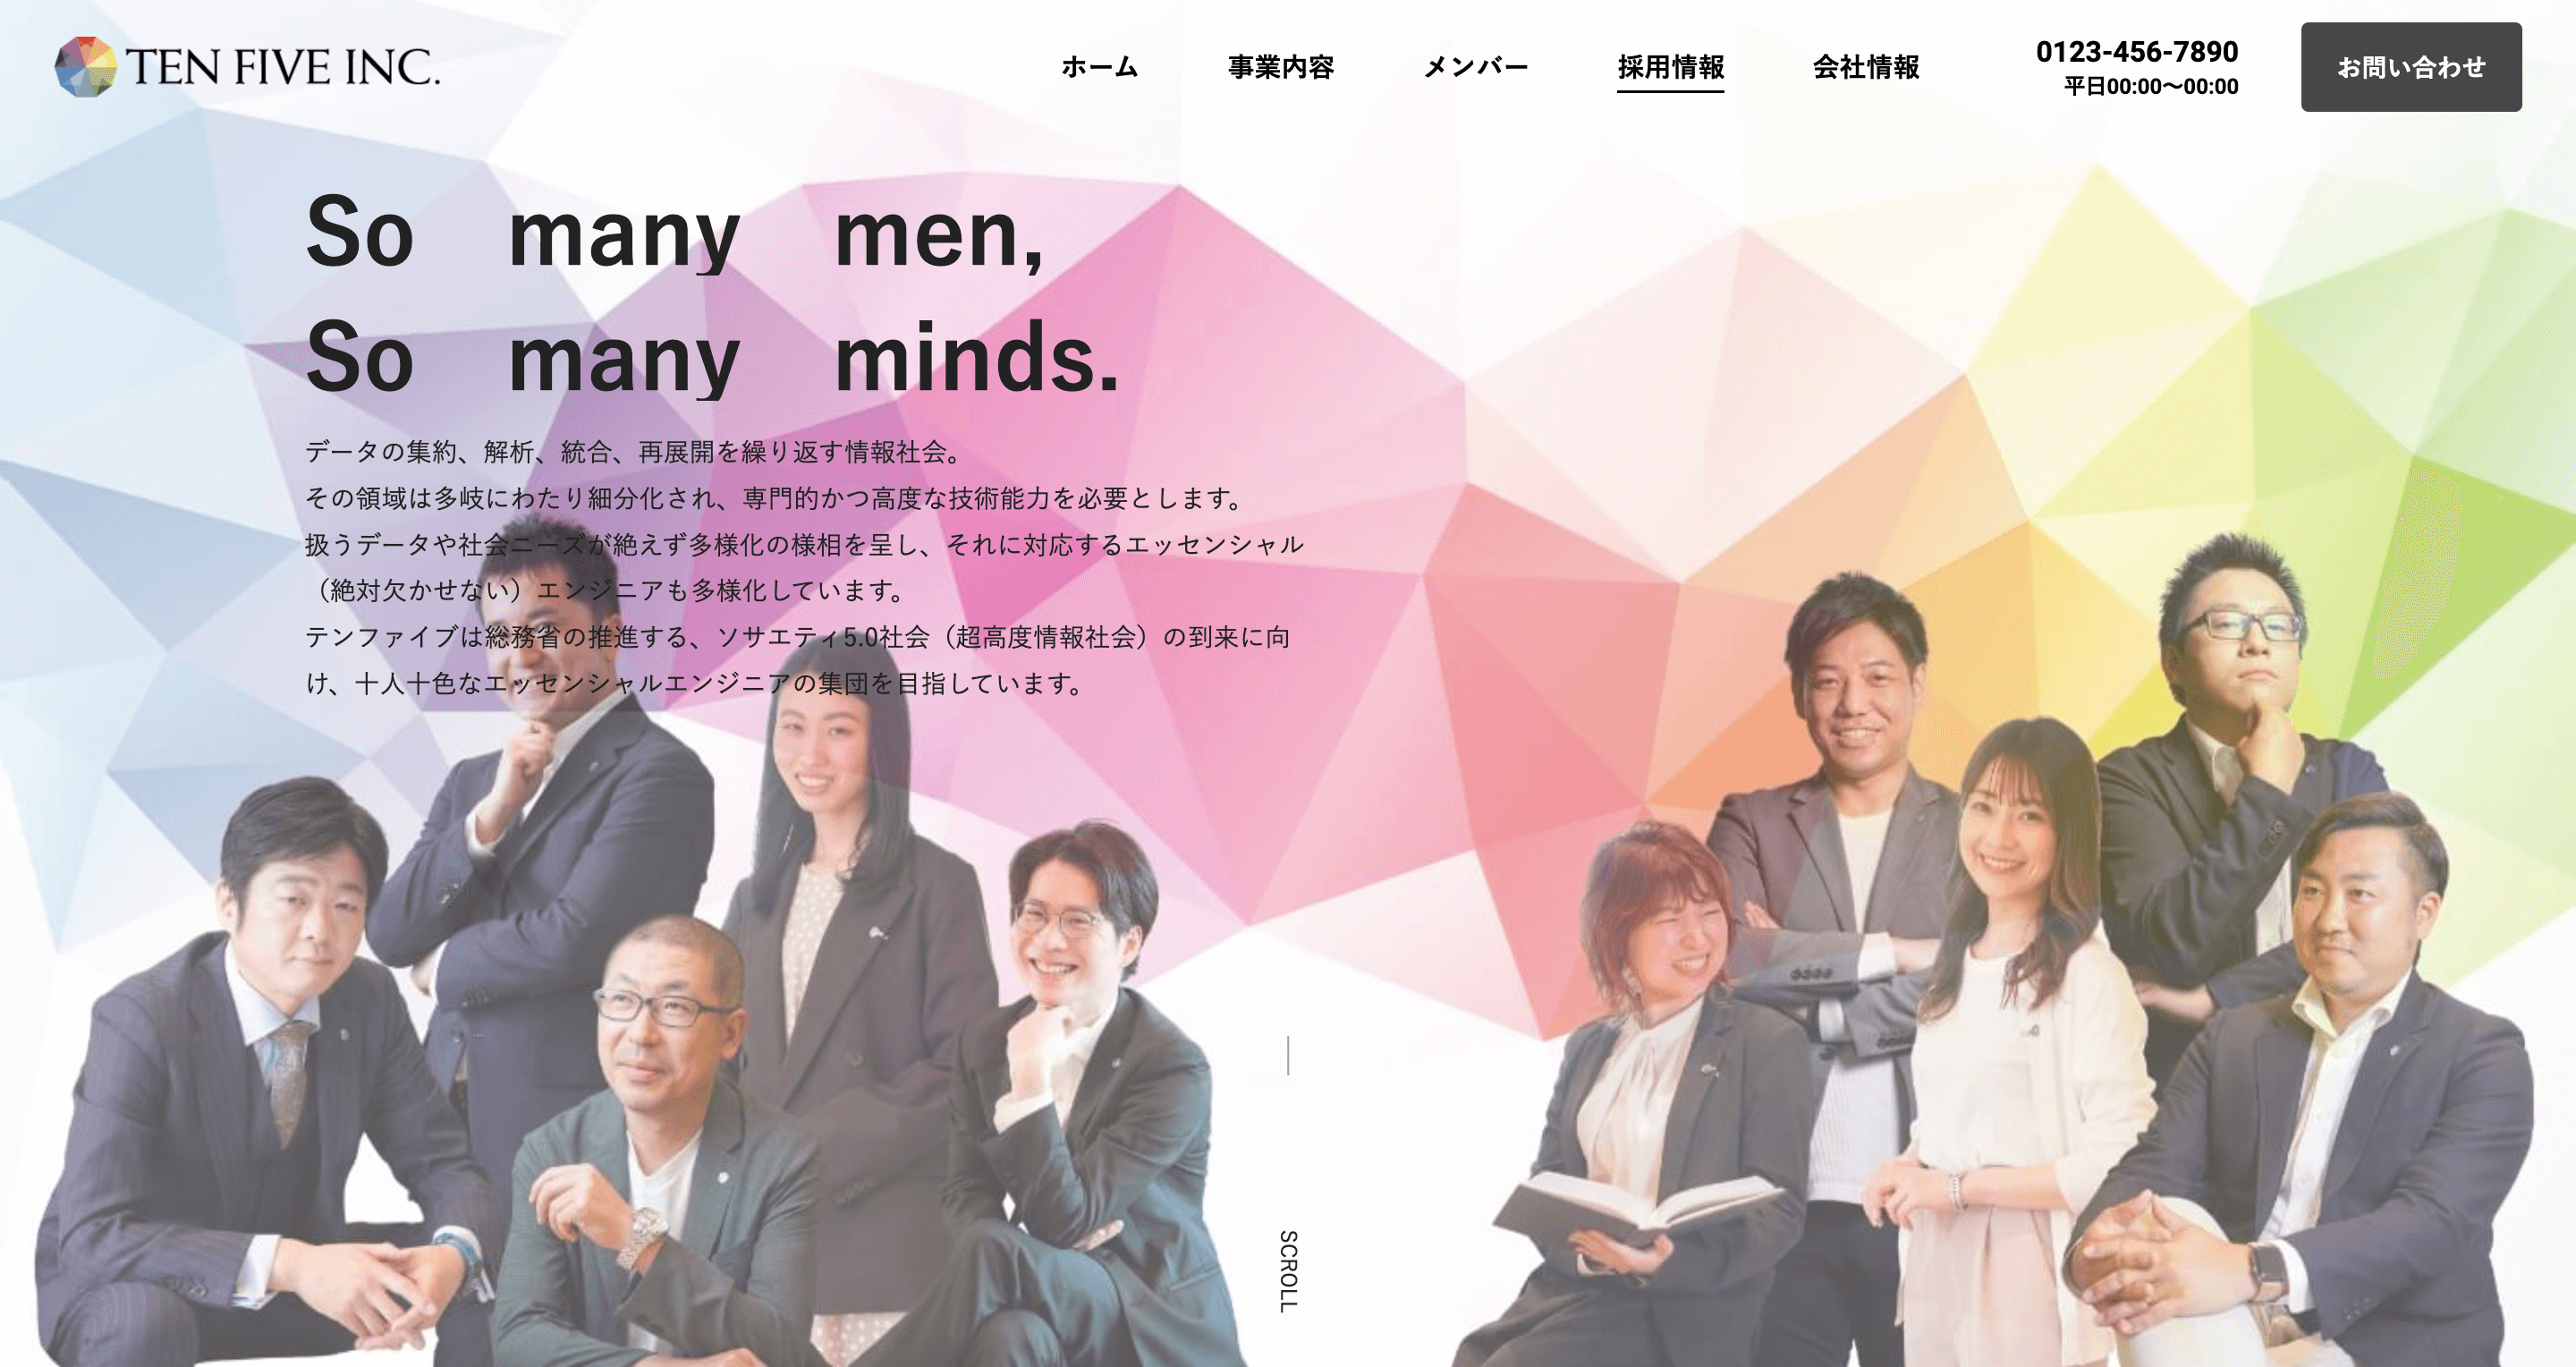 TEN FIVE INC.
ホーム
事業内容
メンバー
採用情報
会社情報
0123-456-7890
平日00:00〜00:00
お問い合わせ
So many men,
So many minds.
データの集約、解析、統合、再展開を繰り返す情報社会。
その領域は多岐にわたり細分化され、専門的かつ高度な技術能力を必要とします。
扱うデータや社会ニーズが絶えず多様化の様相を呈し、それに対応するエッセンシャル
（絶対欠かせない）エンジニアも多様化しています。
テンファイブは総務省の推進する、ソサエティ5.0社会（超高度情報社会）の到来に向
け、十人十色なエッセンシャルエンジニアの集団を目指しています。
SCROLL